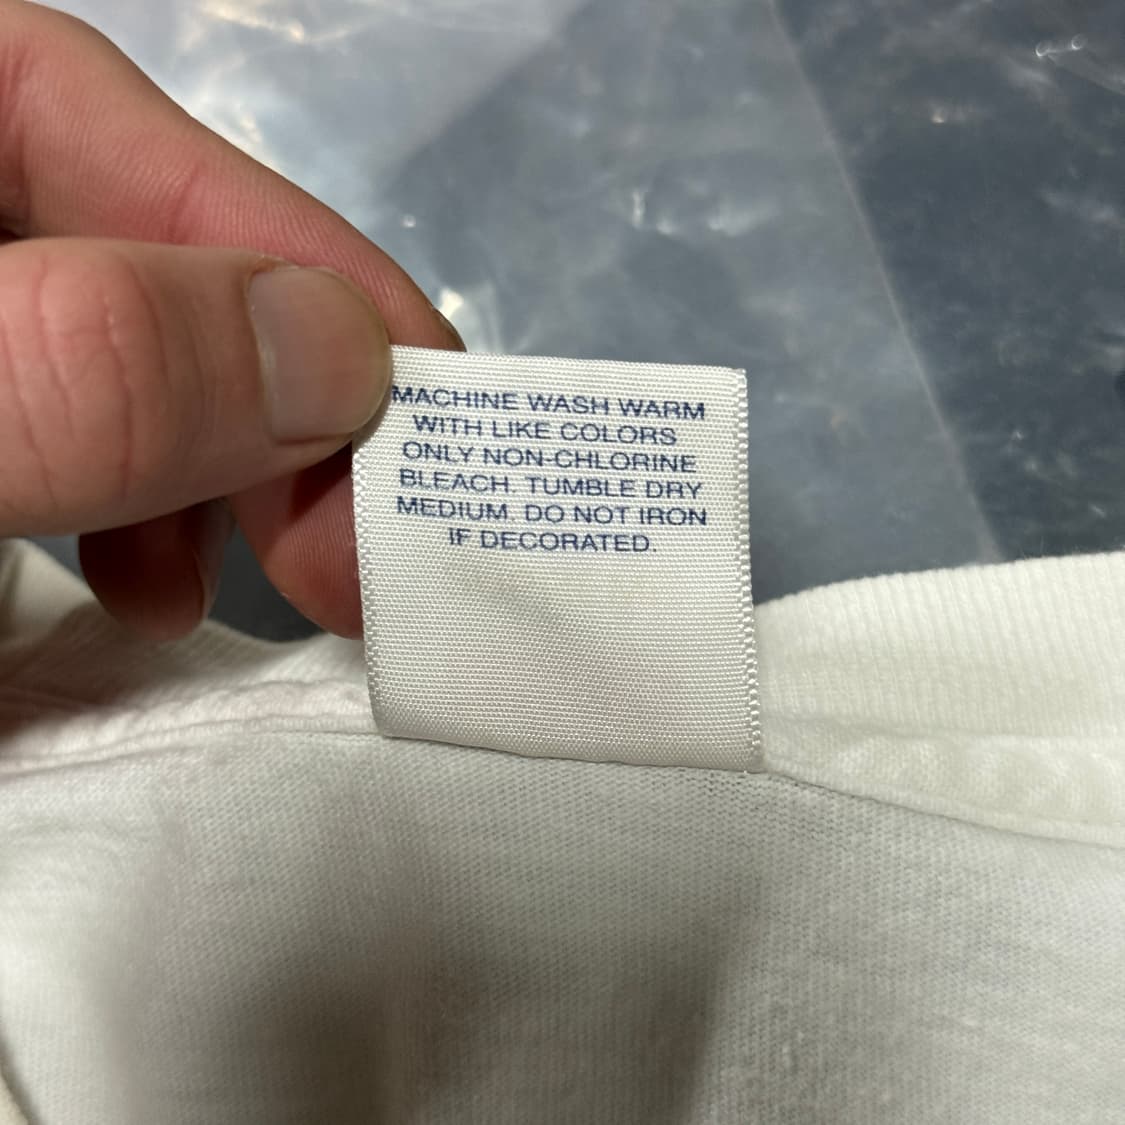 MACHINE WASH WARM
WITH LIKE COLORS
ONLY NON-CHLORINE
BLEACH. TUMBLE DRY
MEDIUM. DO NOT IRON
IF DECORATED.